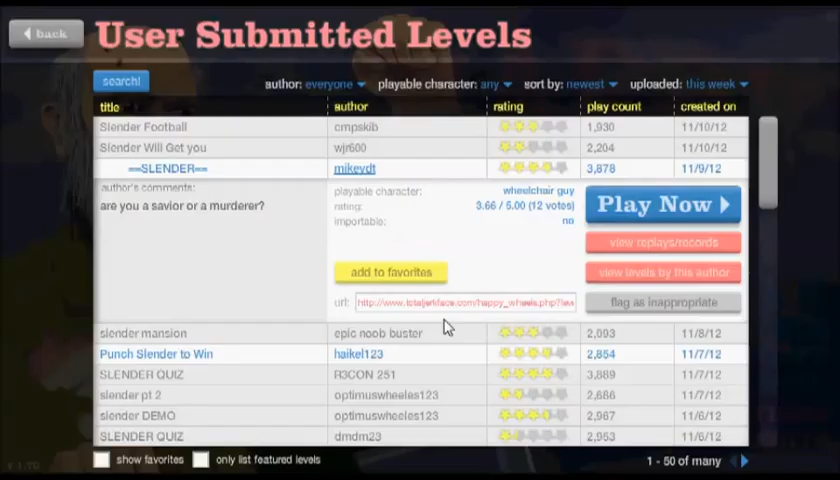 back
User Submitted Levels
search!
author: everyone playable character: any sort by: newest uploaded: this week
title author rating play count created on
Slender Football cmpskib 1,930 11/10/12
Slender Will Get you wjr600 2,204 11/10/12
==SLENDER== mikevdt 3,878 11/9/12
author's comments:
are you a savior or a murderer?
playable character: wheelchair guy
rating: 3.66 / 5.00 (12 votes)
importable: no
Play Now
view replays/records
add to favorites
view levels by this author
url: http://www.totaljerkface.com/happy_wheels.php?lev
flag as inappropriate
slender mansion epic noob buster 2,093 11/8/12
Punch Slender to Win haikel123 2,854 11/7/12
SLENDER QUIZ R3CON 251 3,889 11/7/12
slender pt 2 optimuswheeles123 2,686 11/7/12
slender DEMO optimuswheeles123 2,967 11/6/12
SLENDER QUIZ dmdm23 2,953 11/6/12
show favorites only list featured levels 1 - 50 of many